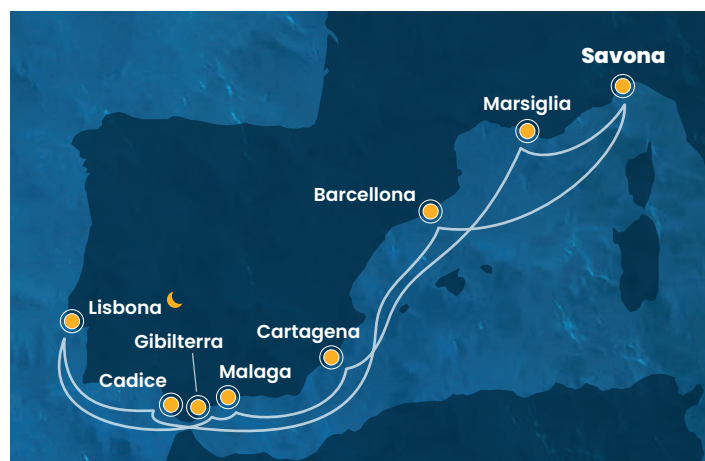 Savona
Marsiglia
Barcellona
Lisbona
Gibilterra
Cartagena
Malaga
Cadice